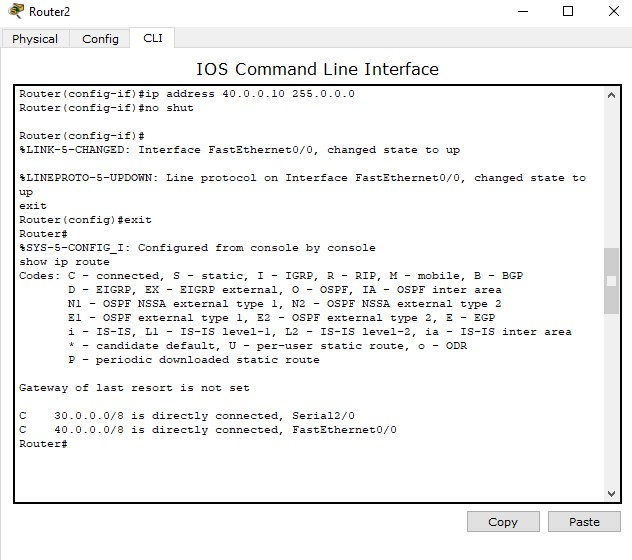 Router2
Physical Config CLI
IOS Command Line Interface
Router(config-if)#ip address 40.0.0.10 255.0.0.0
Router(config-if)#no shut
Router(config-if)#
%LINK-5-CHANGED: Interface FastEthernet0/0, changed state to up
%LINEPROTO-5-UPDOWN: Line protocol on Interface FastEthernet0/0, changed state to
up
exit
Router(config)#exit
Router#
%SYS-5-CONFIG_I: Configured from console by console
show ip route
Codes: C - connected, S - static, I - IGRP, R - RIP, M - mobile, B - BGP
D - EIGRP, EX - EIGRP external, O - OSPF, IA - OSPF inter area
N1 - OSPF NSSA external type 1, N2 - OSPF NSSA external type 2
E1 - OSPF external type 1, E2 - OSPF external type 2, E - EGP
i - IS-IS, L1 - IS-IS level-1, L2 - IS-IS level-2, ia - IS-IS inter area
* - candidate default, U - per-user static route, o - ODR
P - periodic downloaded static route
Gateway of last resort is not set
C 30.0.0.0/8 is directly connected, Serial2/0
C 40.0.0.0/8 is directly connected, FastEthernet0/0
Router#
Copy Paste